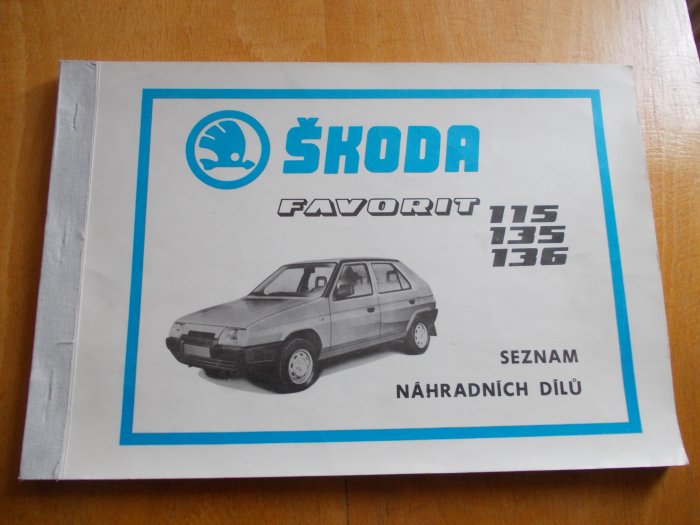 ŠKODA
FAVORIT 115
135
136
SEZNAM
NÁHRADNÍCH DÍLŮ